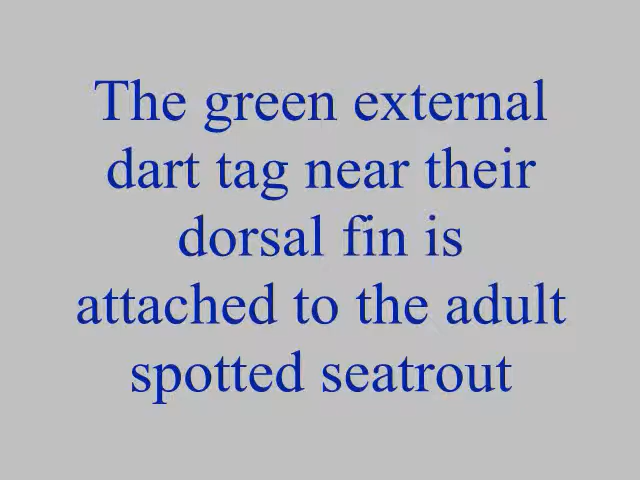 The green external
dart tag near their
dorsal fin is
attached to the adult
spotted seatrout